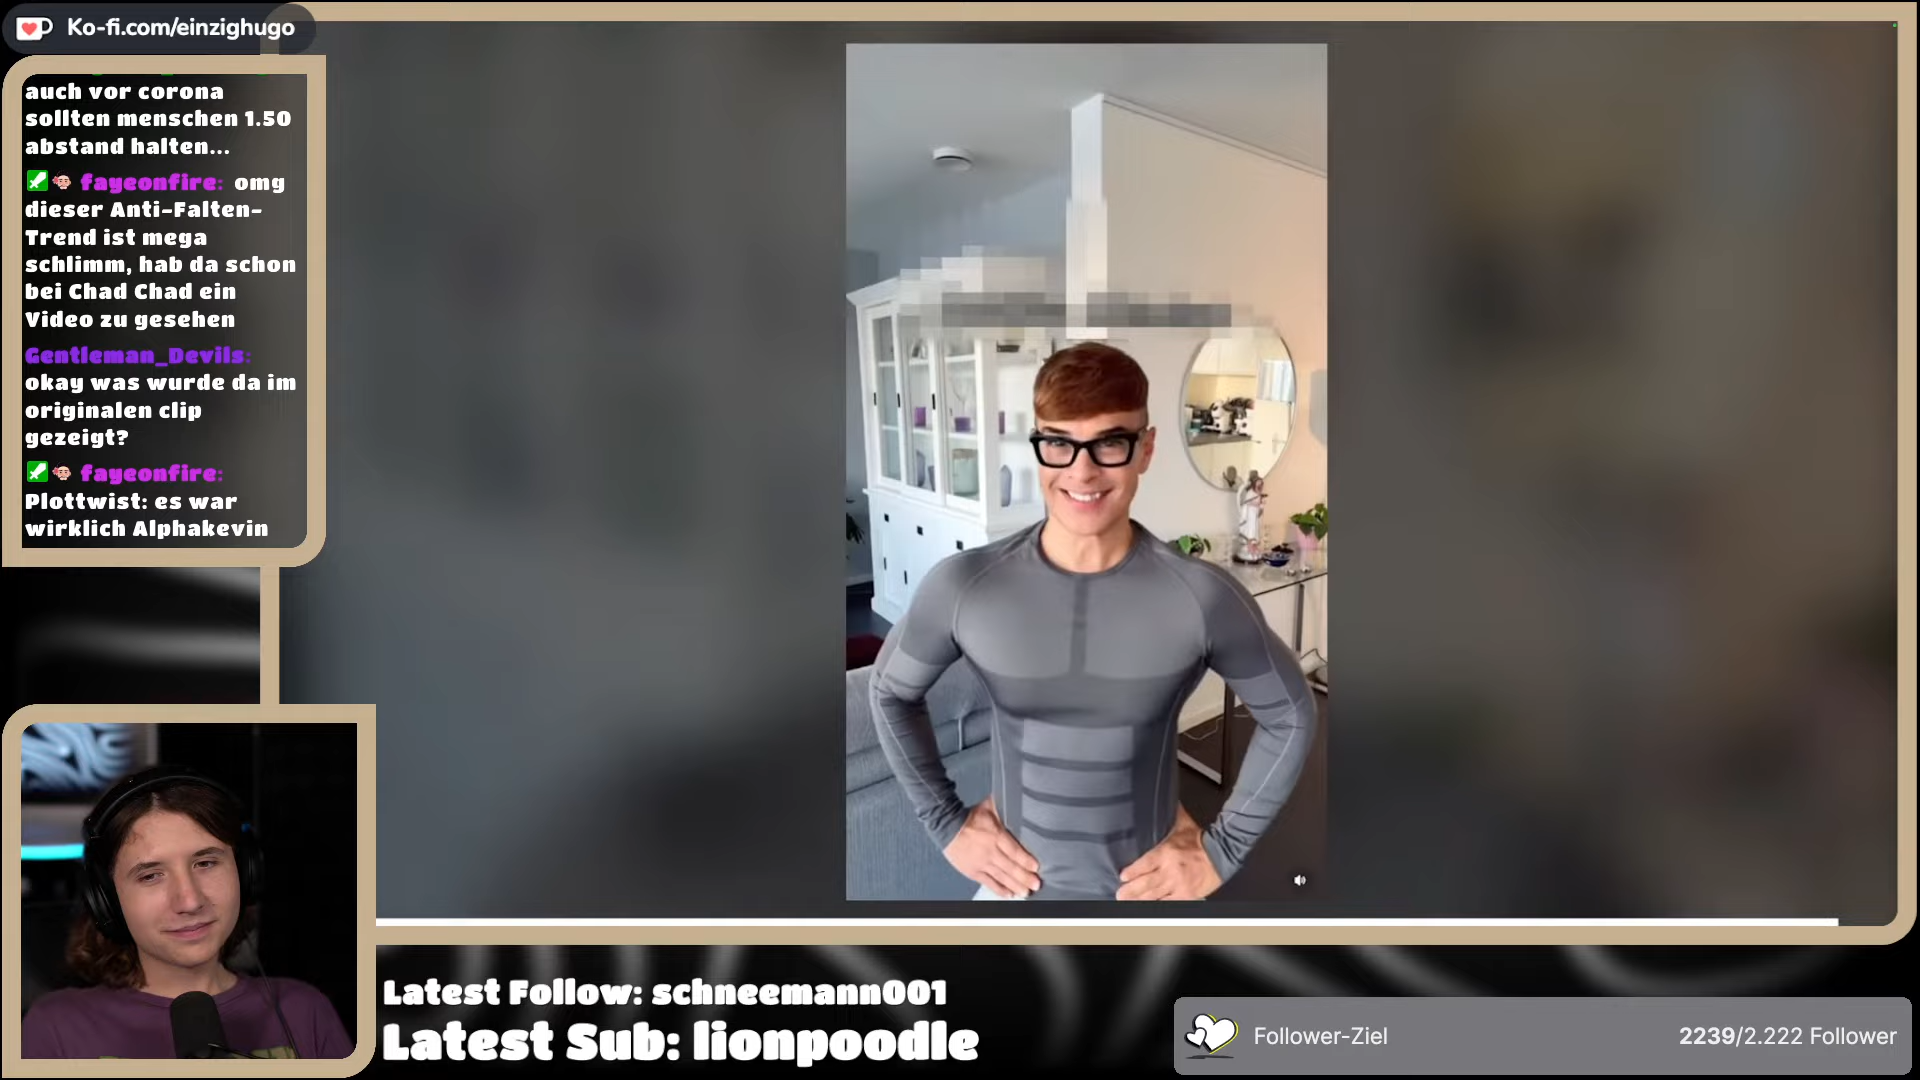 Ko-fi.com/einzighugo
auch vor corona
sollten menschen 1.50
abstand halten...
fayeonfire: omg
dieser Anti-Falten-
Trend ist mega
schlimm, hab da schon
bei Chad Chad ein
Video zu gesehen
Gentleman_Devils:
okay was wurde da im
originalen clip
gezeigt?
fayeonfire:
Plottwist: es war
wirklich Alphakevin
Latest Follow: schneemann001
Latest Sub: lionpoodle
Follower-Ziel
2239/2.222 Follower